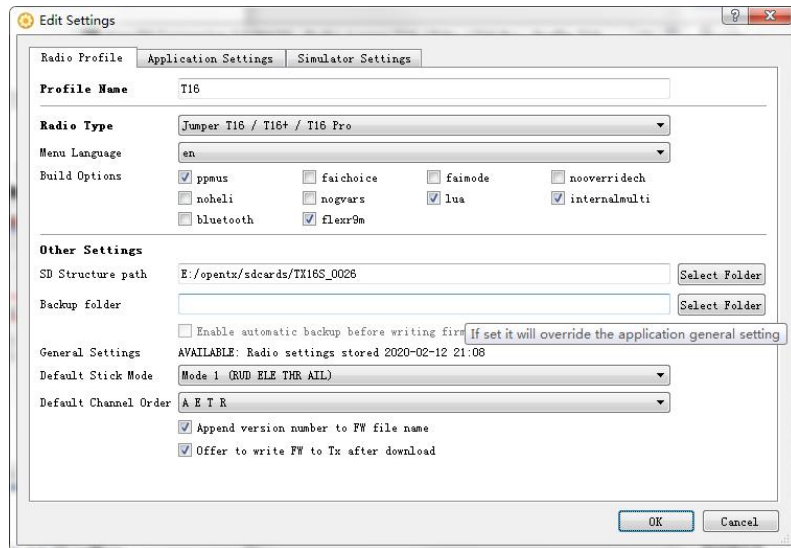 Edit Settings
Radio Profile Application Settings Simulator Settings
Profile Name T16
Radio Type Jumper T16 / T16+ / T16 Pro
Menu Language en
Build Options ppmus faichoice faimode nooverridech
noheli nogvars lua internalmulti
bluetooth flexr9m
Other Settings
SD Structure path E:/opentx/sdcards/TX16S_0026 Select Folder
Backup folder Select Folder
Enable automatic backup before writing firm
If set it will override the application general setting
General Settings AVAILABLE: Radio settings stored 2020-02-12 21:08
Default Stick Mode Mode 1 (RUD ELE THR AIL)
Default Channel Order A E T R
Append version number to FW file name
Offer to write FW to Tx after download
OK Cancel